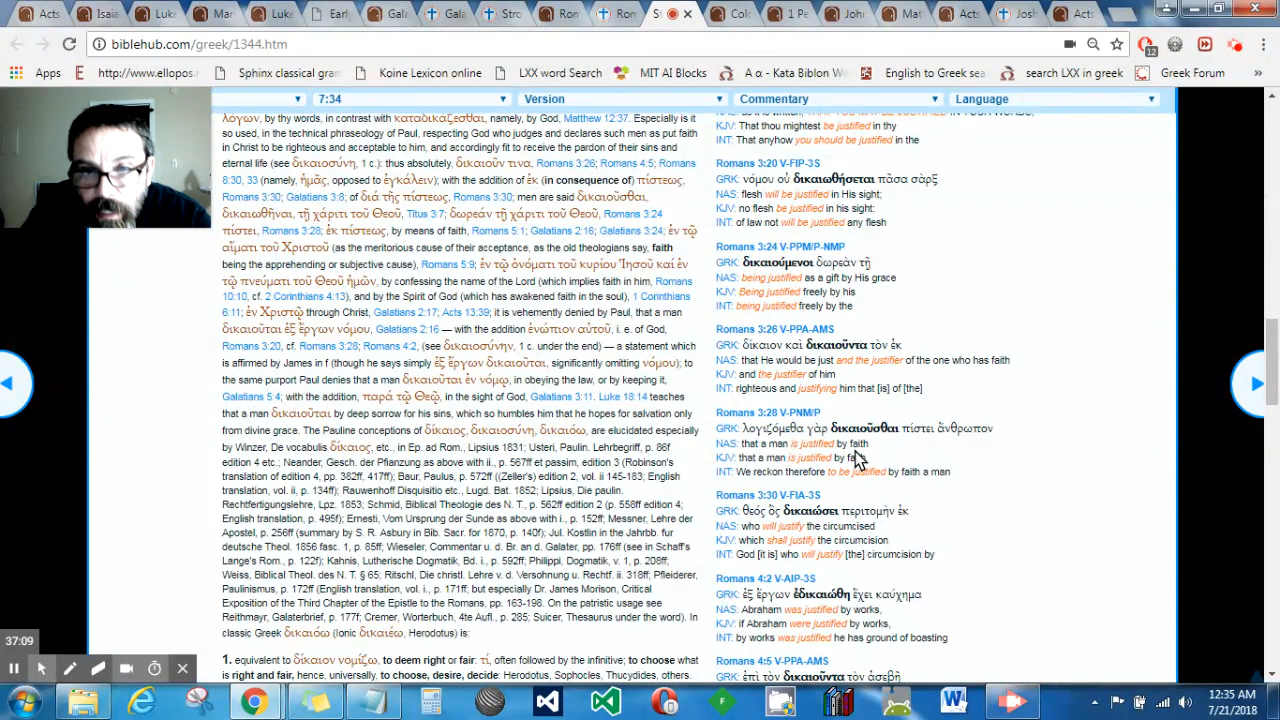 Acts
Isaia
Luke
Mar
Luke
Early
Gala
Gala
Stro
Rom
Rom
S
Colo
1 Pe
John
Mat
Acts
Josh
Acts
biblehub.com/greek/1344.htm
12
Apps
http://www.ellopos.
Sphinx classical gran
Koine Lexicon
LXX word Search
MIT AI Blocks
Α α - Kata Biblon W
English to Greek sea
search LXX in greek
Greek Forum
»
7:34
Version
Commentary
Language
λόγων, by thy words, in contrast with καταδικάζεσθαι, namely, by God, Matthew 12:37. Especially is it
so used, in the technical phraseology of Paul, respecting God who judges and declares such men as put faith
in Christ to be righteous and acceptable to him, and accordingly fit to receive the pardon of their sins and
eternal life (see δικαιοσύνη, 1 c.): thus absolutely, δικαιοῦν τινα, Romans 3:26; Romans 4:5; Romans
8:30, 33 (namely, ἡμᾶς, opposed to ἐγκάλειν); with the addition of ἐκ (in consequence of) πίστεως,
Romans 3:30; Galatians 3:8; of διά τῆς πίστεως, Romans 3:30; men are said δικαιοῦσθαι,
δικαιωθῆναι, τῇ χάριτι τοῦ Θεοῦ, Titus 3:7; δωρεάν τῇ χάριτι τοῦ Θεοῦ, Romans 3:24
πίστει, Romans 3:28; ἐκ πίστεως, by means of faith, Romans 5:1; Galatians 2:16; Galatians 3:24; ἐν τῷ
αἵματι τοῦ Χριστοῦ (as the meritorious cause of their acceptance, as the old theologians say, faith
being the apprehending or subjective cause), Romans 5:9; ἐν τῷ ὀνόματι τοῦ κυρίου Ἰησοῦ καί ἐν
τῷ πνεύματι τοῦ Θεοῦ ἡμῶν, by confessing the name of the Lord (which implies faith in him, Romans
10:10, cf. 2 Corinthians 4:13), and by the Spirit of God (which has awakened faith in the soul), 1 Corinthians
6:11; ἐν Χριστῷ through Christ, Galatians 2:17; Acts 13:39; it is vehemently denied by Paul, that a man
δικαιοῦται ἐξ ἔργων νόμου, Galatians 2:16 — with the addition ἐνώπιον αὐτοῦ, i. e. of God,
Romans 3:20, cf. Romans 3:28; Romans 4:2, (see δικαιοσύνη, 1 c. under the end) — a statement which
is affirmed by James in f (though he says simply ἐξ ἔργων δικαιοῦται, significantly omitting νόμου); to
the same purport Paul denies that a man δικαιοῦται ἐν νόμῳ, in obeying the law, or by keeping it,
Galatians 5:4; with the addition, παρά τῷ Θεῷ, in the sight of God, Galatians 3:11. Luke 18:14 teaches
that a man δικαιοῦται by deep sorrow for his sins, which so humbles him that he hopes for salvation only
from divine grace. The Pauline conceptions of δίκαιος, δικαιοσύνη, δικαιόω, are elucidated especially
by Winzer, De vocabulis δίκαιος, etc., in Ep. ad Rom., Lipsius 1831; Usteri, Paulin. Lehrbegriff, p. 86f
edition 4 etc.; Neander, Gesch. der Pflanzung as above with ii., p. 567ff et passim, edition 3 (Robinson's
translation of edition 4, pp. 382ff, 417ff); Baur, Paulus, p. 572ff ((Zeller's) edition 2, vol. ii 145-183; English
translation, vol. ii, p. 134ff); Rauwenhoff Disquisitio etc., Lugd. Bat. 1852; Lipsius, Die paulin.
Rechtfertigungslehre, Lpz. 1853; Schmid, Biblical Theologie des N. T., p. 562ff edition 2 (p. 558ff edition 4;
English translation, p. 495f); Ernesti, Vom Ursprung der Sunde as above with i., p. 152ff; Messner, Lehre der
Apostel, p. 256ff (summary by S. R. Asbury in Bib. Sacr. for 1870, p. 140f); Jul. Kostlin in the Jahrbb. fur
deutsche Theol. 1856 fasc. 1, p. 85ff; Wieseler, Commentar u. d. Br. an d. Galater, pp. 176ff (see in Schaff's
Lange's Rom., p. 122f); Kahnis, Lutherische Dogmatik, Bd. i., p. 592ff; Philippi, Dogmatik, v. 1, p. 208ff;
Weiss, Biblical Theol. des N. T. § 65; Ritschl, Die christl. Lehre v. d. Versohnung u. Rechtf. ii. 318ff; Pfleiderer,
Paulinismus, p. 172ff (English translation, vol. i., p. 171ff, but especially Dr. James Morison, Critical
Exposition of the Third Chapter of the Epistle to the Romans, pp. 163-198. On the patristic usage see
Reithmayr, Galaterbrief, p. 177f; Cremer, Worterbuch, 4te Aufl., p. 285; Suicer, Thesaurus under the word). In
classic Greek δικαιόω (Ionic δικαιέω, Herodotus) is:
1. equivalent to δίκαιον νομίζω, to deem right or fair: τί, often followed by the infinitive; to choose what
is right and fair, hence, universally, to choose, desire, decide: Herodotus, Sophocles, Thucydides, others.
KJV: That thou mightest be justified in thy
INT: That anyhow you should be justified in the
Romans 3:20 V-FIP-3S
GRK: νόμου οὐ δικαιωθήσεται πᾶσα σὰρξ
NAS: flesh will be justified in His sight;
KJV: no flesh be justified in his sight:
INT: of law not will be justified any flesh
Romans 3:24 V-PPM/P-NMP
GRK: δικαιούμενοι δωρεὰν τῇ
NAS: being justified as a gift by His grace
KJV: Being justified freely by his
INT: being justified freely by the
Romans 3:26 V-PPA-AMS
GRK: δίκαιον καὶ δικαιοῦντα τὸν ἐκ
NAS: that He would be just and the justifier of the one who has faith
KJV: and the justifier of him
INT: righteous and justifying him that [is] of [the]
Romans 3:28 V-PNM/P
GRK: λογιζόμεθα γὰρ δικαιοῦσθαι πίστει ἄνθρωπον
NAS: that a man is justified by faith
KJV: that a man is justified by faith
INT: We reckon therefore to be justified by faith a man
Romans 3:30 V-FIA-3S
GRK: θεός ὃς δικαιώσει περιτομὴν ἐκ
NAS: who will justify the circumcised
KJV: which shall justify the circumcision
INT: God [it is] who will justify [the] circumcision by
Romans 4:2 V-AIP-3S
GRK: ἐξ ἔργων ἐδικαιώθη ἔχει καύχημα
NAS: Abraham was justified by works,
KJV: if Abraham were justified by works,
INT: by works was justified he has ground of boasting
Romans 4:5 V-PPA-AMS
GRK: ἐπὶ τὸν δικαιοῦντα τὸν ἀσεβῆ
37:09
12:35 AM
7/21/2018